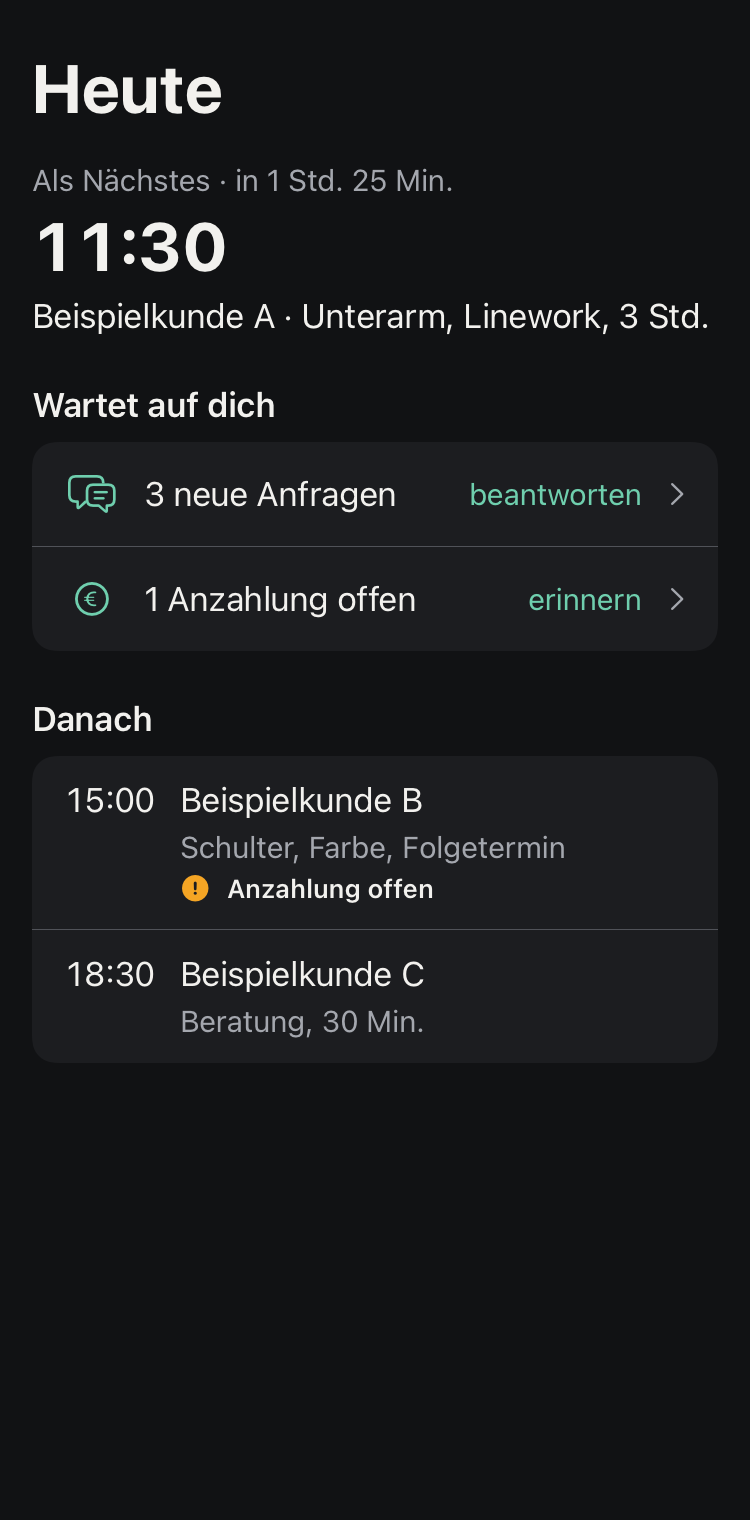 Heute
Als Nächstes · in 1 Std. 25 Min.
11:30
Beispielkunde A · Unterarm, Linework, 3 Std.
Wartet auf dich
3 neue Anfragen beantworten
€ 1 Anzahlung offen erinnern
Danach
15:00 Beispielkunde B
Schulter, Farbe, Folgetermin
! Anzahlung offen
18:30 Beispielkunde C
Beratung, 30 Min.